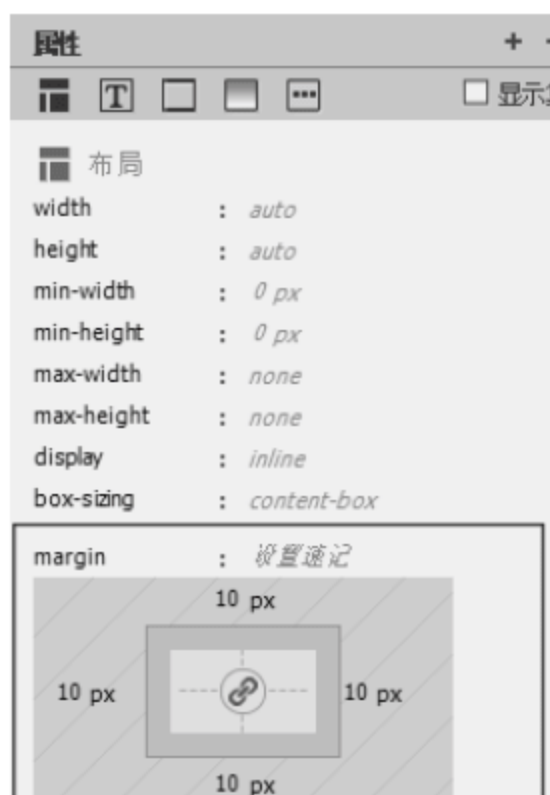 属性 +
T 显示
布局
width : auto
height : auto
min-width : 0 px
min-height : 0 px
max-width : none
max-height : none
display : inline
box-sizing : content-box
margin : 设置速记
10 px
10 px 10 px
10 px